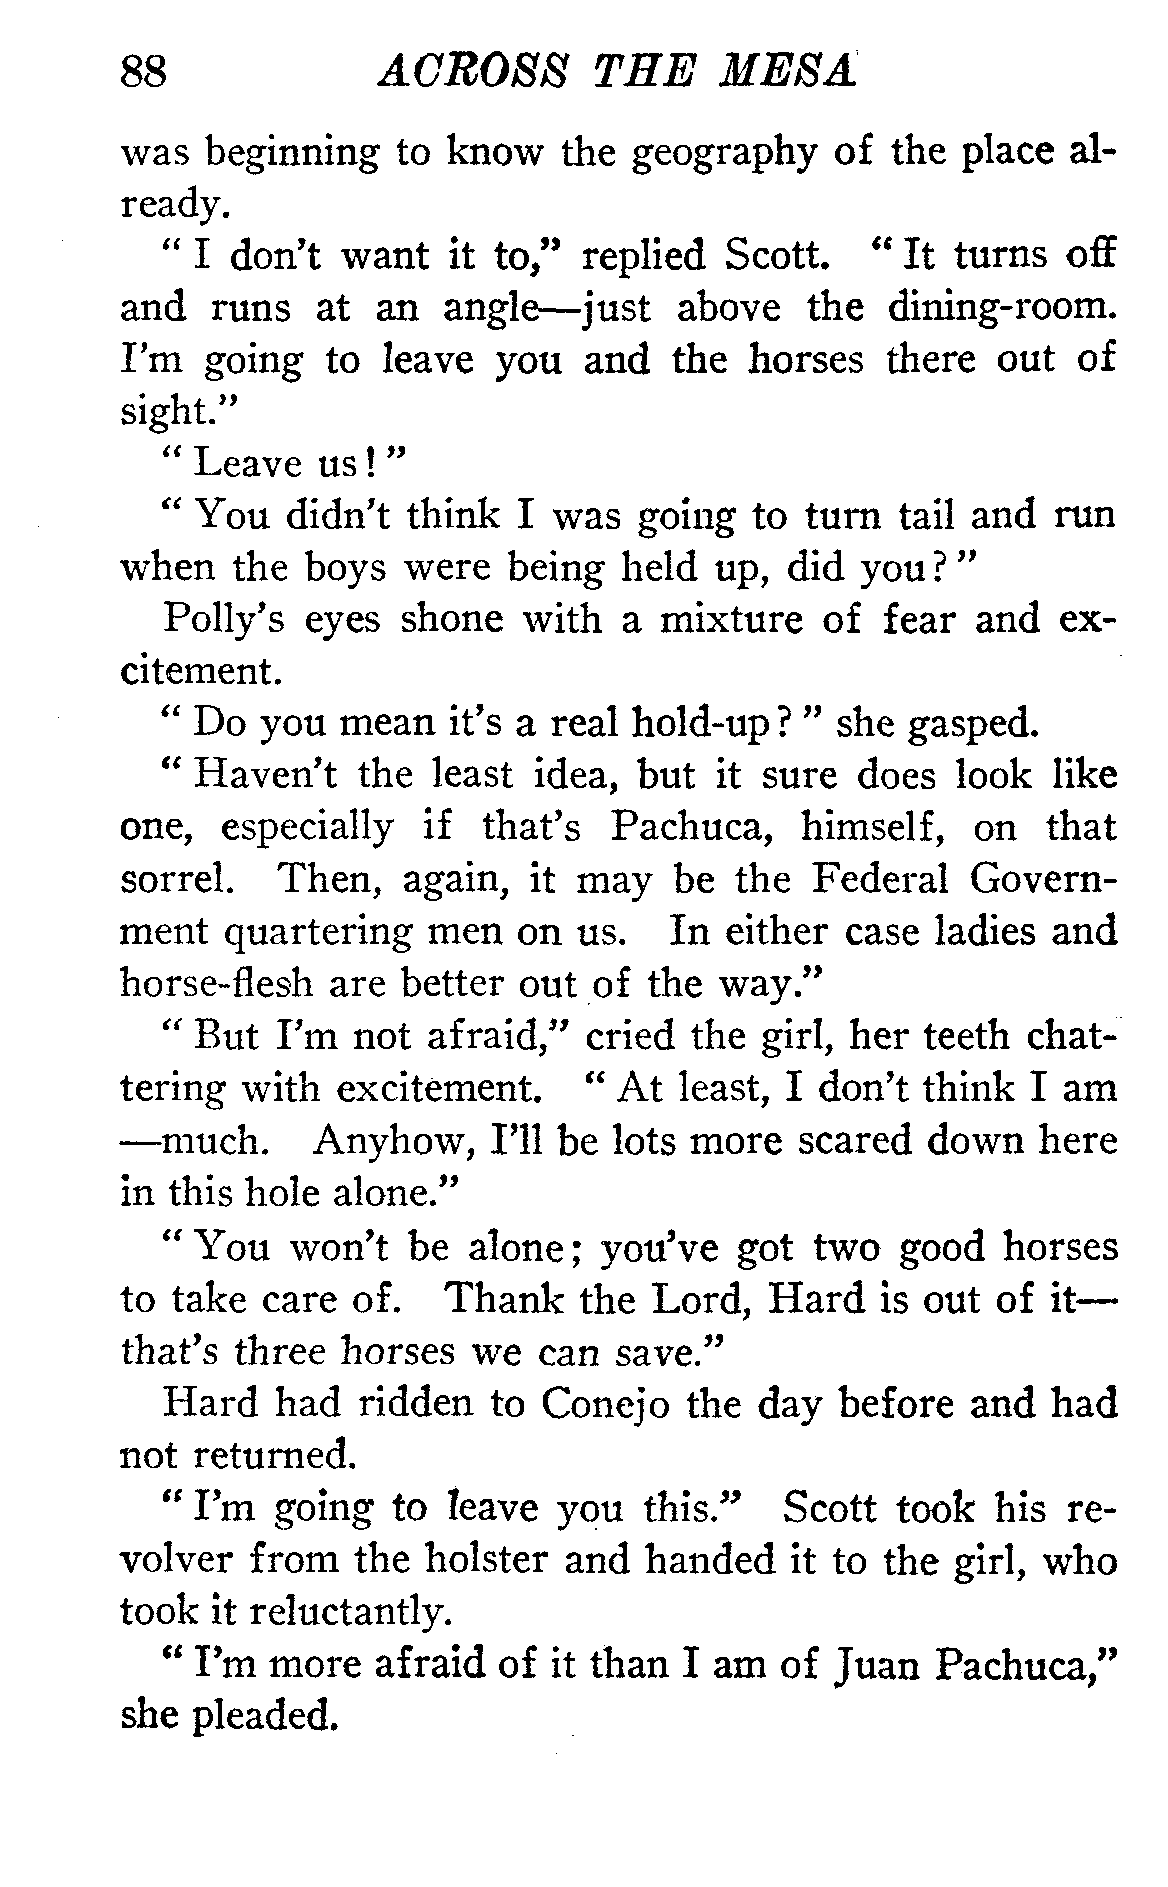 88 ACROSS THE MESA
was beginning to know the geography of the place al-
ready.
“ I don’t want it to,” replied Scott. “ It turns off
and runs at an angle—just above the dining-room.
I’m going to leave you and the horses there out of
sight.”
“ Leave us ! ”
“ You didn’t think I was going to turn tail and run
when the boys were being held up, did you ? ”
Polly’s eyes shone with a mixture of fear and ex-
citement.
“ Do you mean it’s a real hold-up ? ” she gasped.
“ Haven’t the least idea, but it sure does look like
one, especially if that’s Pachuca, himself, on that
sorrel. Then, again, it may be the Federal Govern-
ment quartering men on us. In either case ladies and
horse-flesh are better out of the way.”
“ But I’m not afraid,” cried the girl, her teeth chat-
tering with excitement. “ At least, I don’t think I am
—much. Anyhow, I’ll be lots more scared down here
in this hole alone.”
“ You won’t be alone ; you’ve got two good horses
to take care of. Thank the Lord, Hard is out of it—
that’s three horses we can save.”
Hard had ridden to Conejo the day before and had
not returned.
“ I’m going to leave you this.” Scott took his re-
volver from the holster and handed it to the girl, who
took it reluctantly.
“ I’m more afraid of it than I am of Juan Pachuca,”
she pleaded.